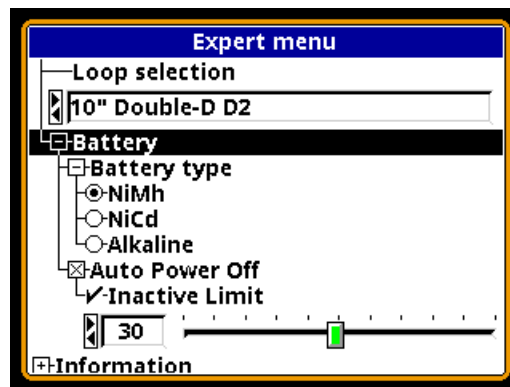 Expert menu
Loop selection
10" Double-D D2
Battery
Battery type
NiMh
NiCd
Alkaline
Auto Power Off
Inactive Limit
30
Information